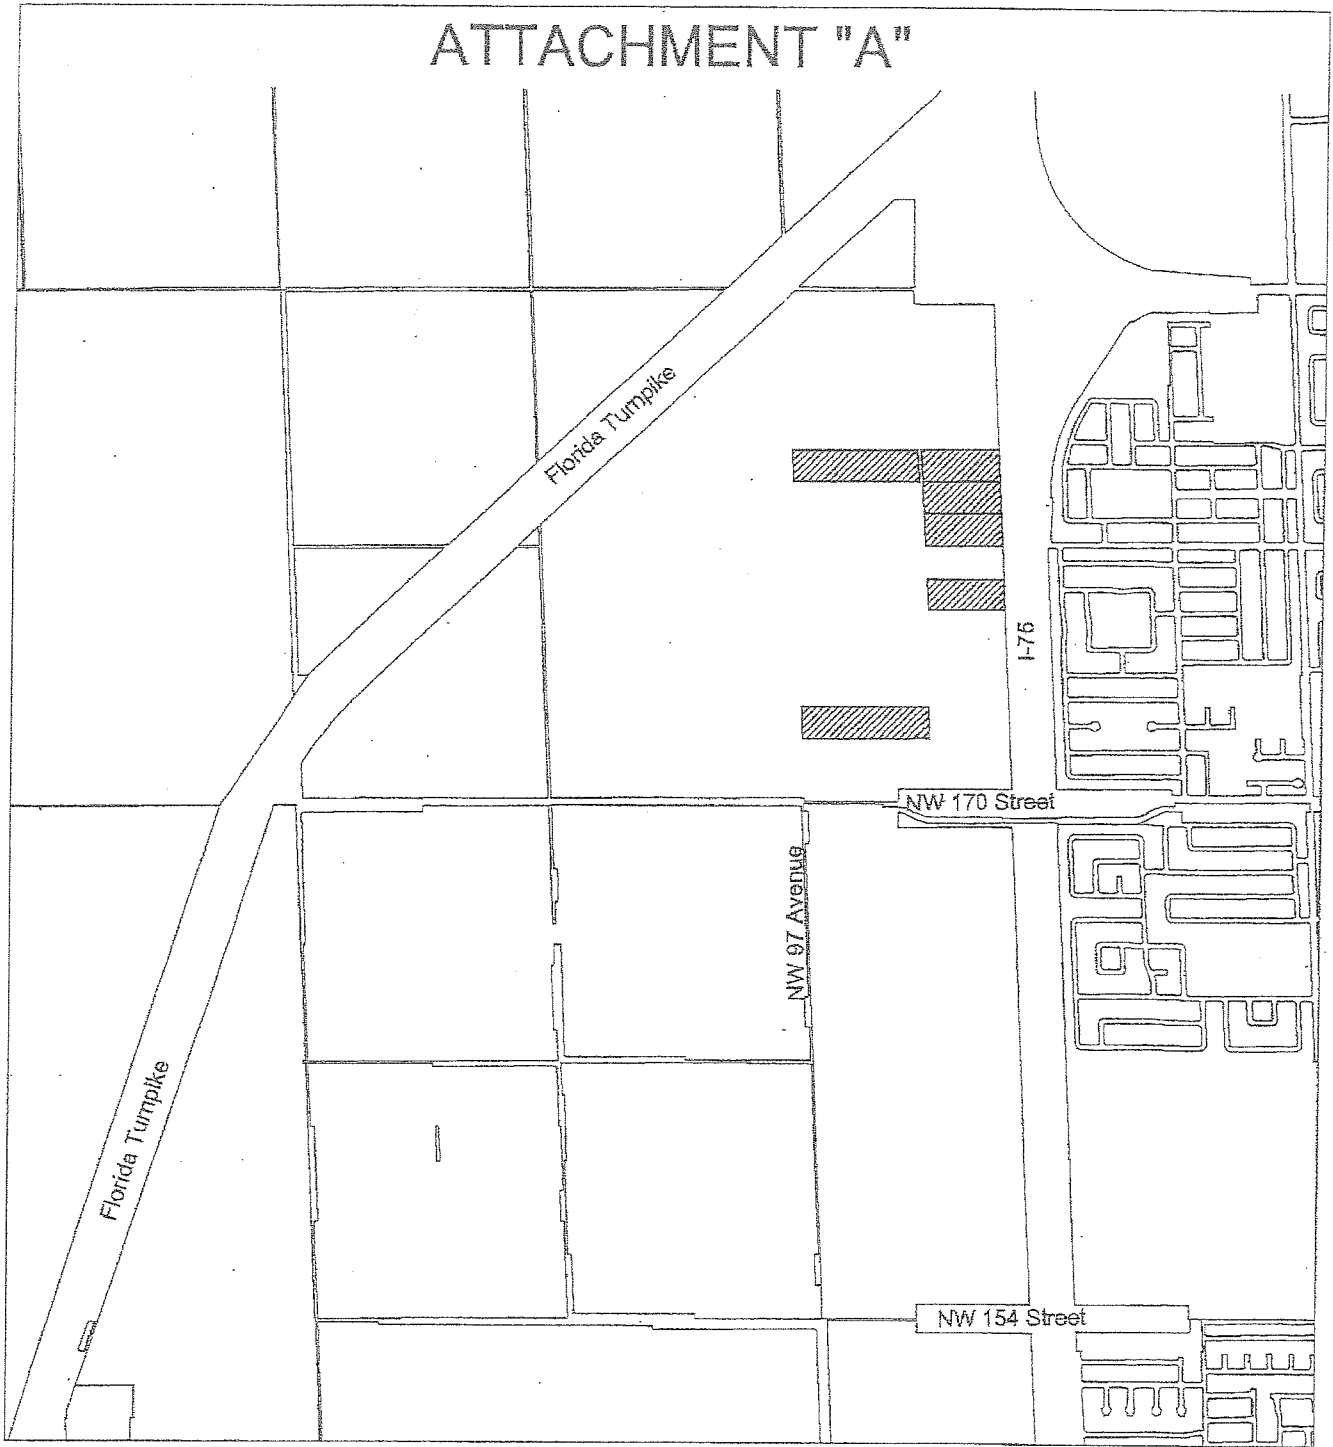 ATTACHMENT "A"
Florida Turnpike
I-75
NW 170 Street
NW 97 Avenue
Florida Turnpike
NW 154 Street